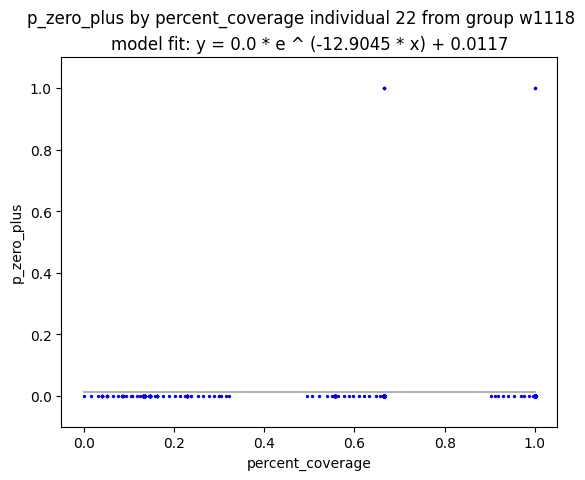 p_zero_plus by percent_coverage individual 22 from group w1118
model fit: y = 0.0 * e ^ (-12.9045 * x) + 0.0117
1.0
0.8
0.6
0.4
0.2
0.0
p_zero_plus
0.0 0.2 0.4 0.6 0.8 1.0
percent_coverage